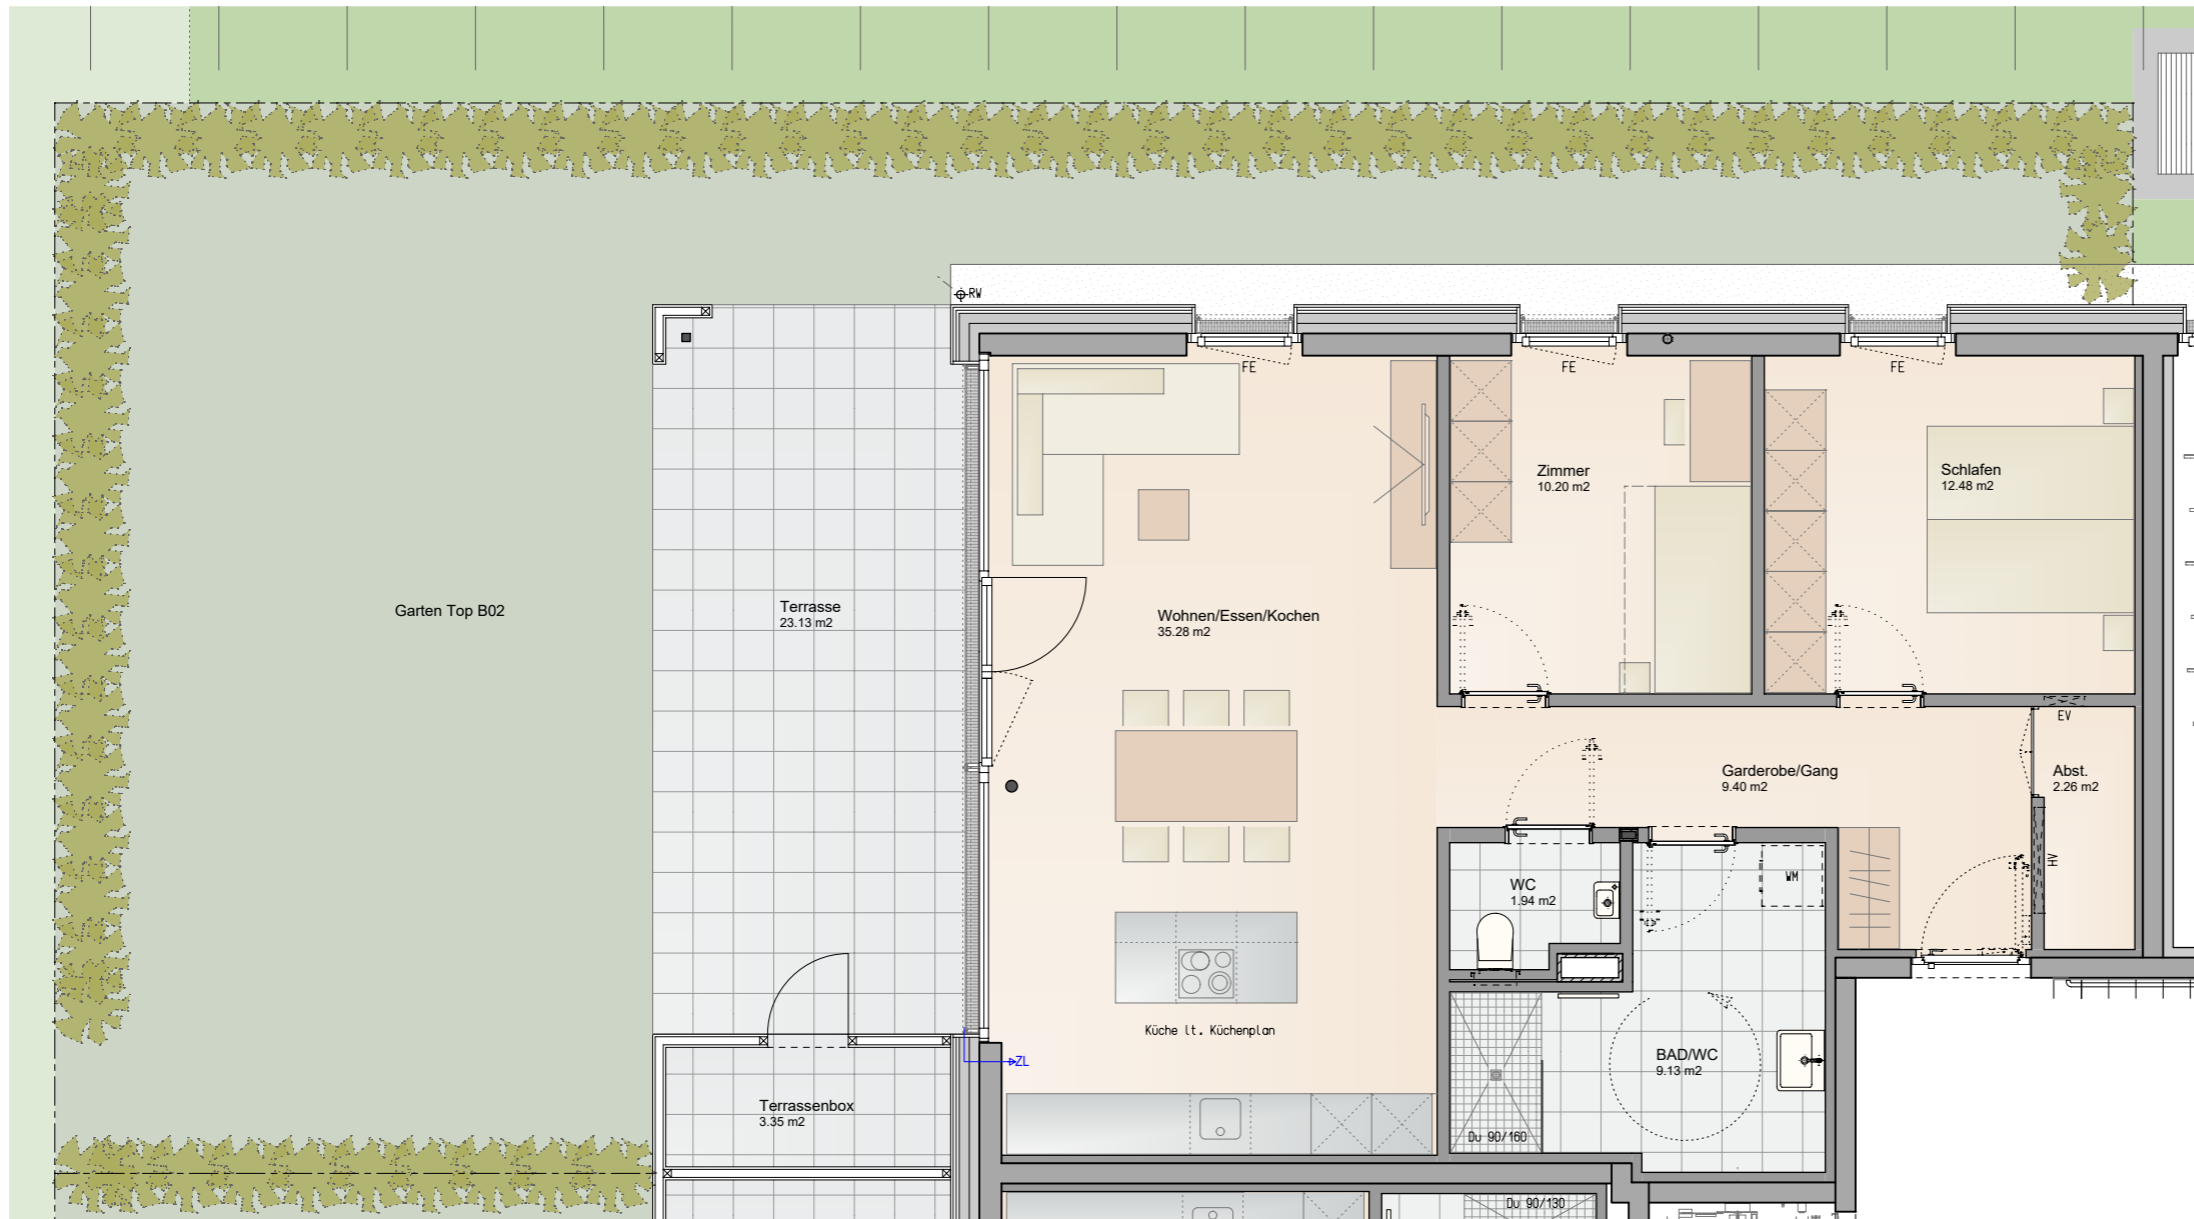 RW
FE
FE
FE
Zimmer
10.20 m2
Schlafen
12.48 m2
Garten Top B02
Terrasse
23.13 m2
Wohnen/Essen/Kochen
35.28 m2
EV
Garderobe/Gang
9.40 m2
Abst.
2.26 m2
HV
WC
1.94 m2
WM
Küche lt. Küchenplan
ZL
BAD/WC
9.13 m2
Terrassenbox
3.35 m2
Du 90/160
Du 90/130